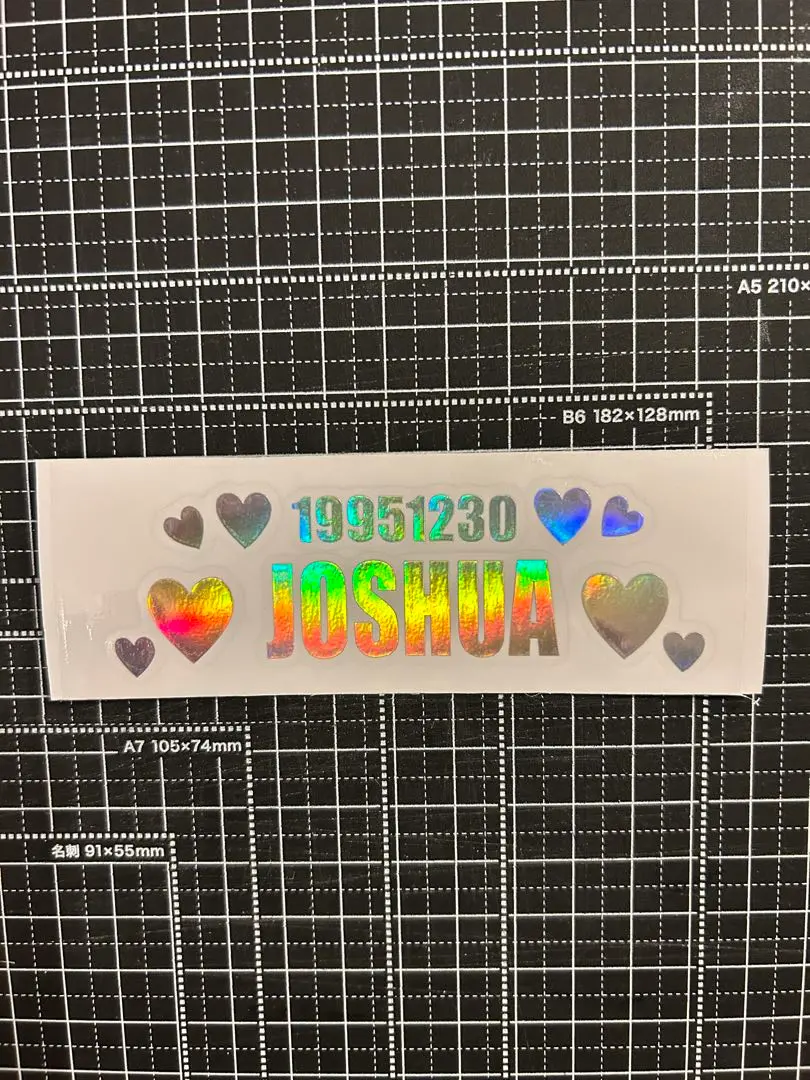 A5 210×
B6 182×128mm
19951230
JOSHUA
A7 105×74mm
名刺 91×55mm